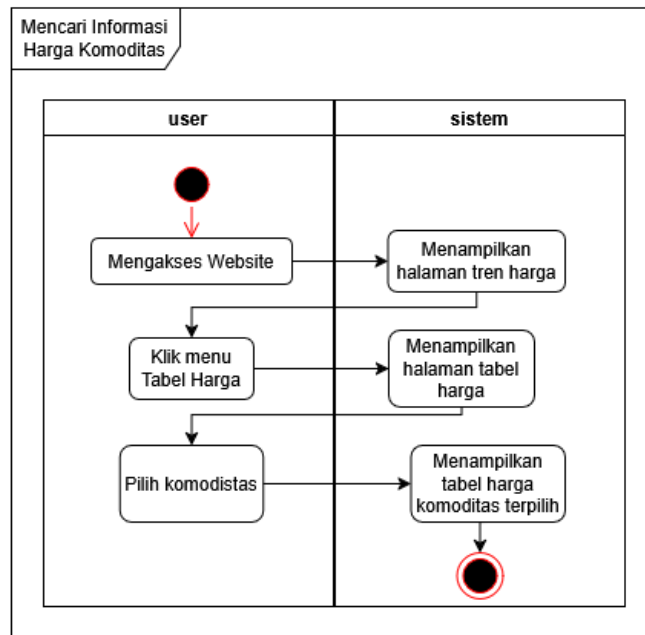 Mencari Informasi
Harga Komoditas
user
sistem
Mengakses Website
Menampilkan
halaman tren harga
Klik menu
Tabel Harga
Menampilkan
halaman tabel
harga
Pilih komodistas
Menampilkan
tabel harga
komoditas terpilih